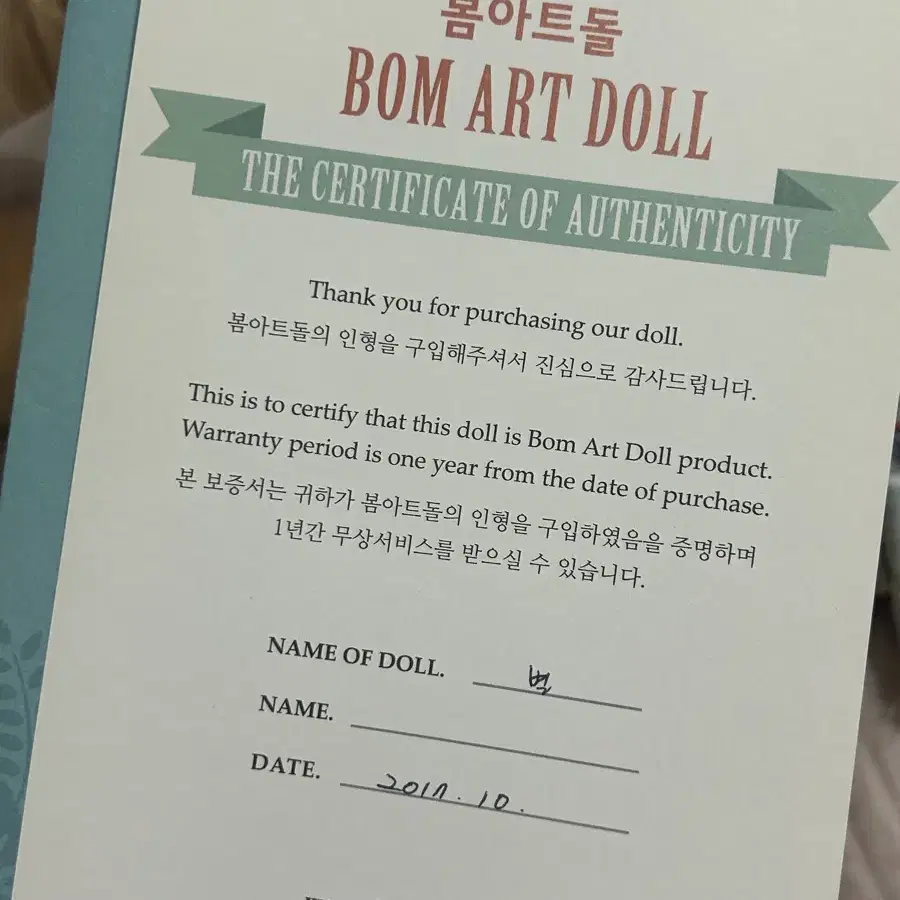 봄아트돌
BOM ART DOLL
THE CERTIFICATE OF AUTHENTICITY
Thank you for purchasing our doll.
봄아트돌의 인형을 구입해주셔서 진심으로 감사드립니다.
This is to certify that this doll is Bom Art Doll product.
Warranty period is one year from the date of purchase.
본 보증서는 귀하가 봄아트돌의 인형을 구입하였음을 증명하며
1년간 무상서비스를 받으실 수 있습니다.
NAME OF DOLL.
NAME.
DATE. 2017. 10.